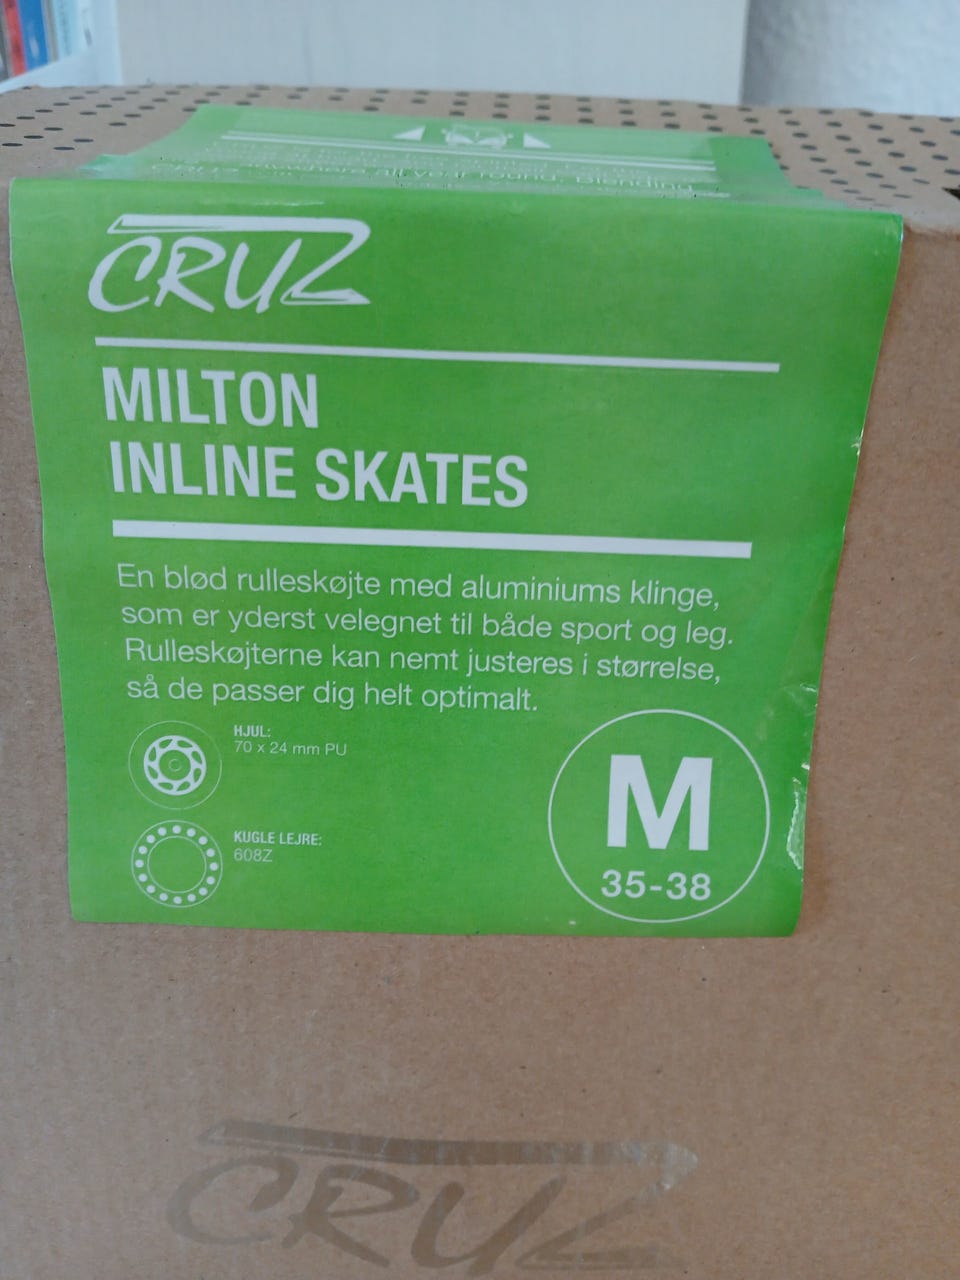 CRUZ
MILTON
INLINE SKATES
En blød rulleskøjte med aluminiums klinge,
som er yderst velegnet til både sport og leg.
Rulleskøjterne kan nemt justeres i størrelse,
så de passer dig helt optimalt.
HJUL:
70 x 24 mm PU
KUGLE LEJRE:
608Z
M
35-38
CRUZ